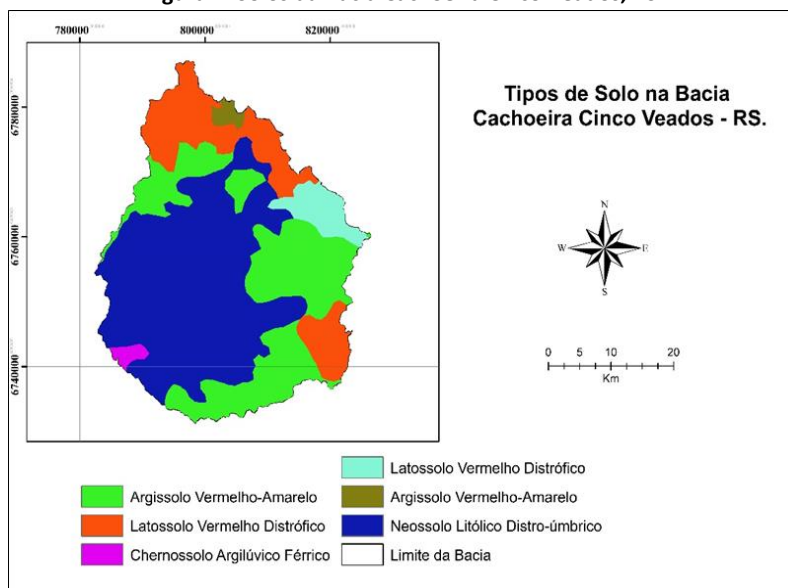 780000
800000
820000
Tipos de Solo na Bacia
Cachoeira Cinco Veados - RS.
6780000
6760000
6740000
N
W
E
S
0 5 10 20
Km
Latossolo Vermelho Distrófico
Argissolo Vermelho-Amarelo
Argissolo Vermelho-Amarelo
Latossolo Vermelho Distrófico
Neossolo Litólico Distro-úmbrico
Chernossolo Argilúvico Férrico
Limite da Bacia